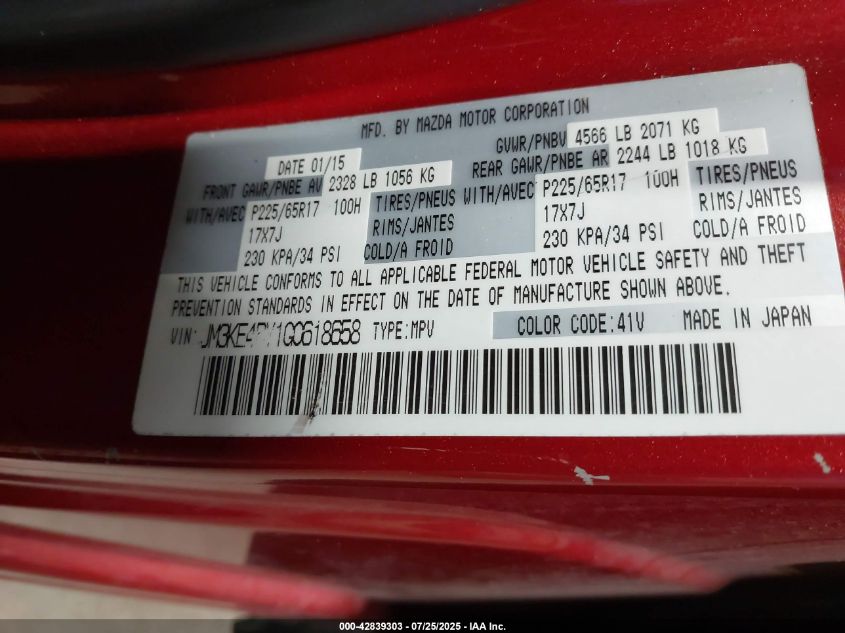 MFD. BY MAZDA MOTOR CORPORATION
DATE 01/15 GVWR/PNBV 4566 LB 2071 KG
FRONT GAWR/PNBE AV 2328 LB 1056 KG REAR GAWR/PNBE AR 2244 LB 1018 KG
WITH/AVEC P225/65R17 100H TIRES/PNEUS WITH/AVEC P225/65R17 100H TIRES/PNEUS
17X7J RIMS/JANTES 17X7J RIMS/JANTES
230 KPA/34 PSI COLD/A FROID 230 KPA/34 PSI COLD/A FROID
THIS VEHICLE CONFORMS TO ALL APPLICABLE FEDERAL MOTOR VEHICLE SAFETY AND THEFT
PREVENTION STANDARDS IN EFFECT ON THE DATE OF MANUFACTURE SHOWN ABOVE.
VIN: TYPE:MPV COLOR CODE:41V MADE IN JAPAN
000-42839303 / 07/25/2025 - IAA Inc.